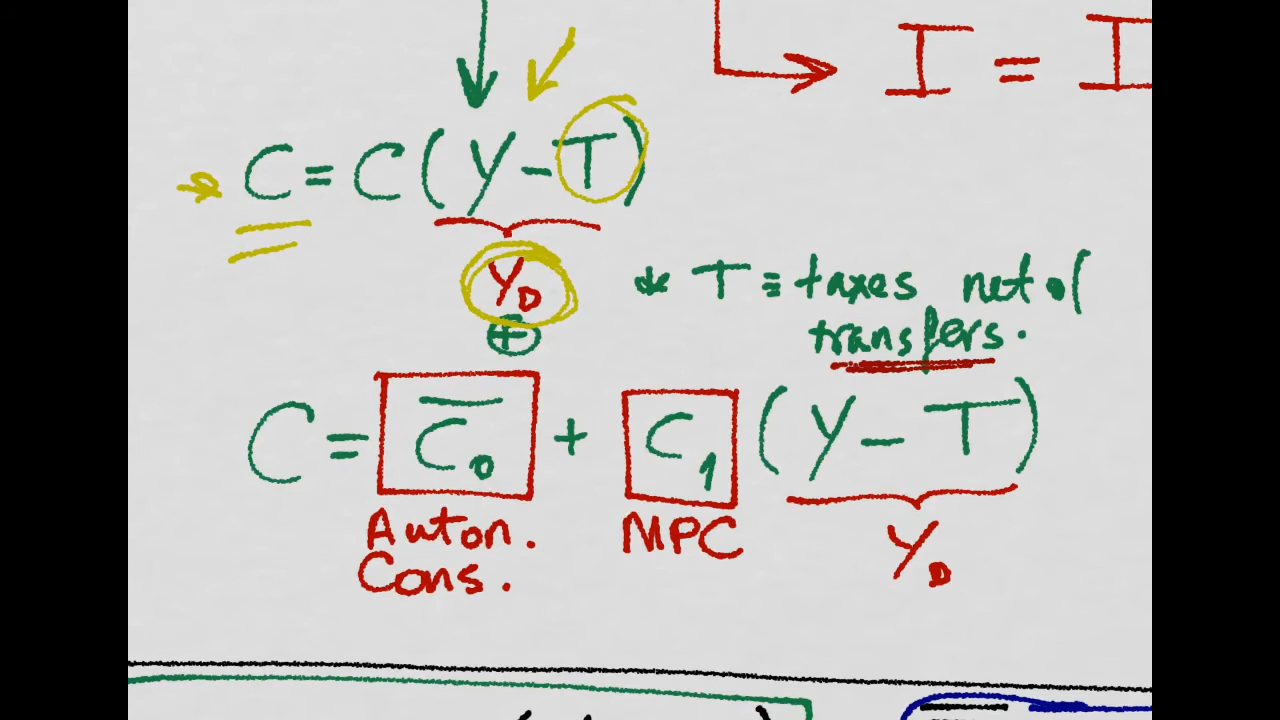 I = I
C = C (Y - T)
Y_D
(+)
* T = taxes net of
transfers.
C = C̅₀ + C₁ (Y - T)
Auton. MPC Y_D
Cons.